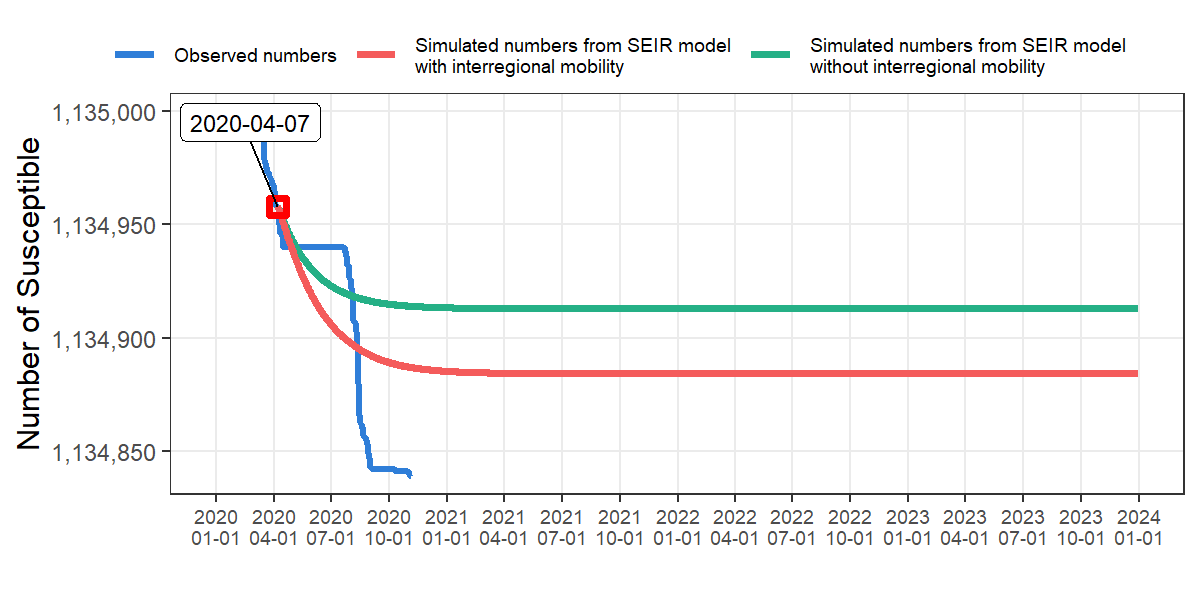 Observed numbers
Simulated numbers from SEIR model
with interregional mobility
Simulated numbers from SEIR model
without interregional mobility
1,135,000
1,134,950
1,134,900
1,134,850
Number of Susceptible
2020-04-07
2020 2020 2020 2020 2021 2021 2021 2021 2022 2022 2022 2022 2023 2023 2023 2023 2024
01-01 04-01 07-01 10-01 01-01 04-01 07-01 10-01 01-01 04-01 07-01 10-01 01-01 04-01 07-01 10-01 01-01